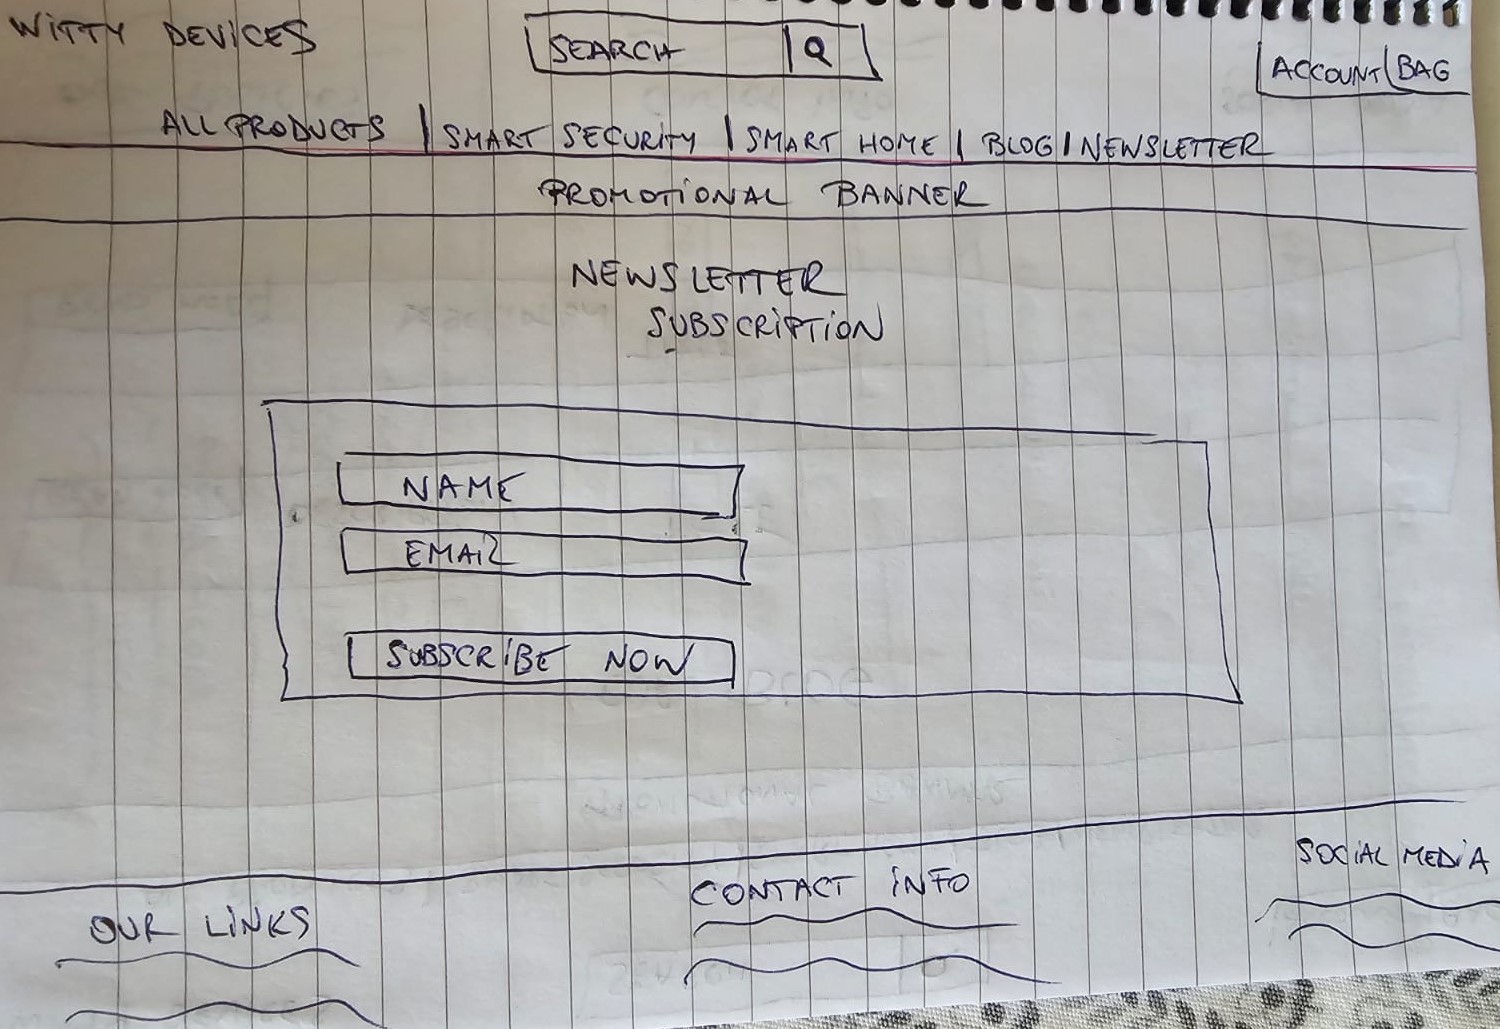 WITTY DEVICES
SEARCH
ACCOUNT BAG
ALL PRODUCTS | SMART SECURITY | SMART HOME | BLOG | NEWSLETTER
PROMOTIONAL BANNER
NEWSLETTER
SUBSCRIPTION
NAME
EMAIL
SUBSCRIBE NOW
OUR LINKS
CONTACT INFO
SOCIAL MEDIA